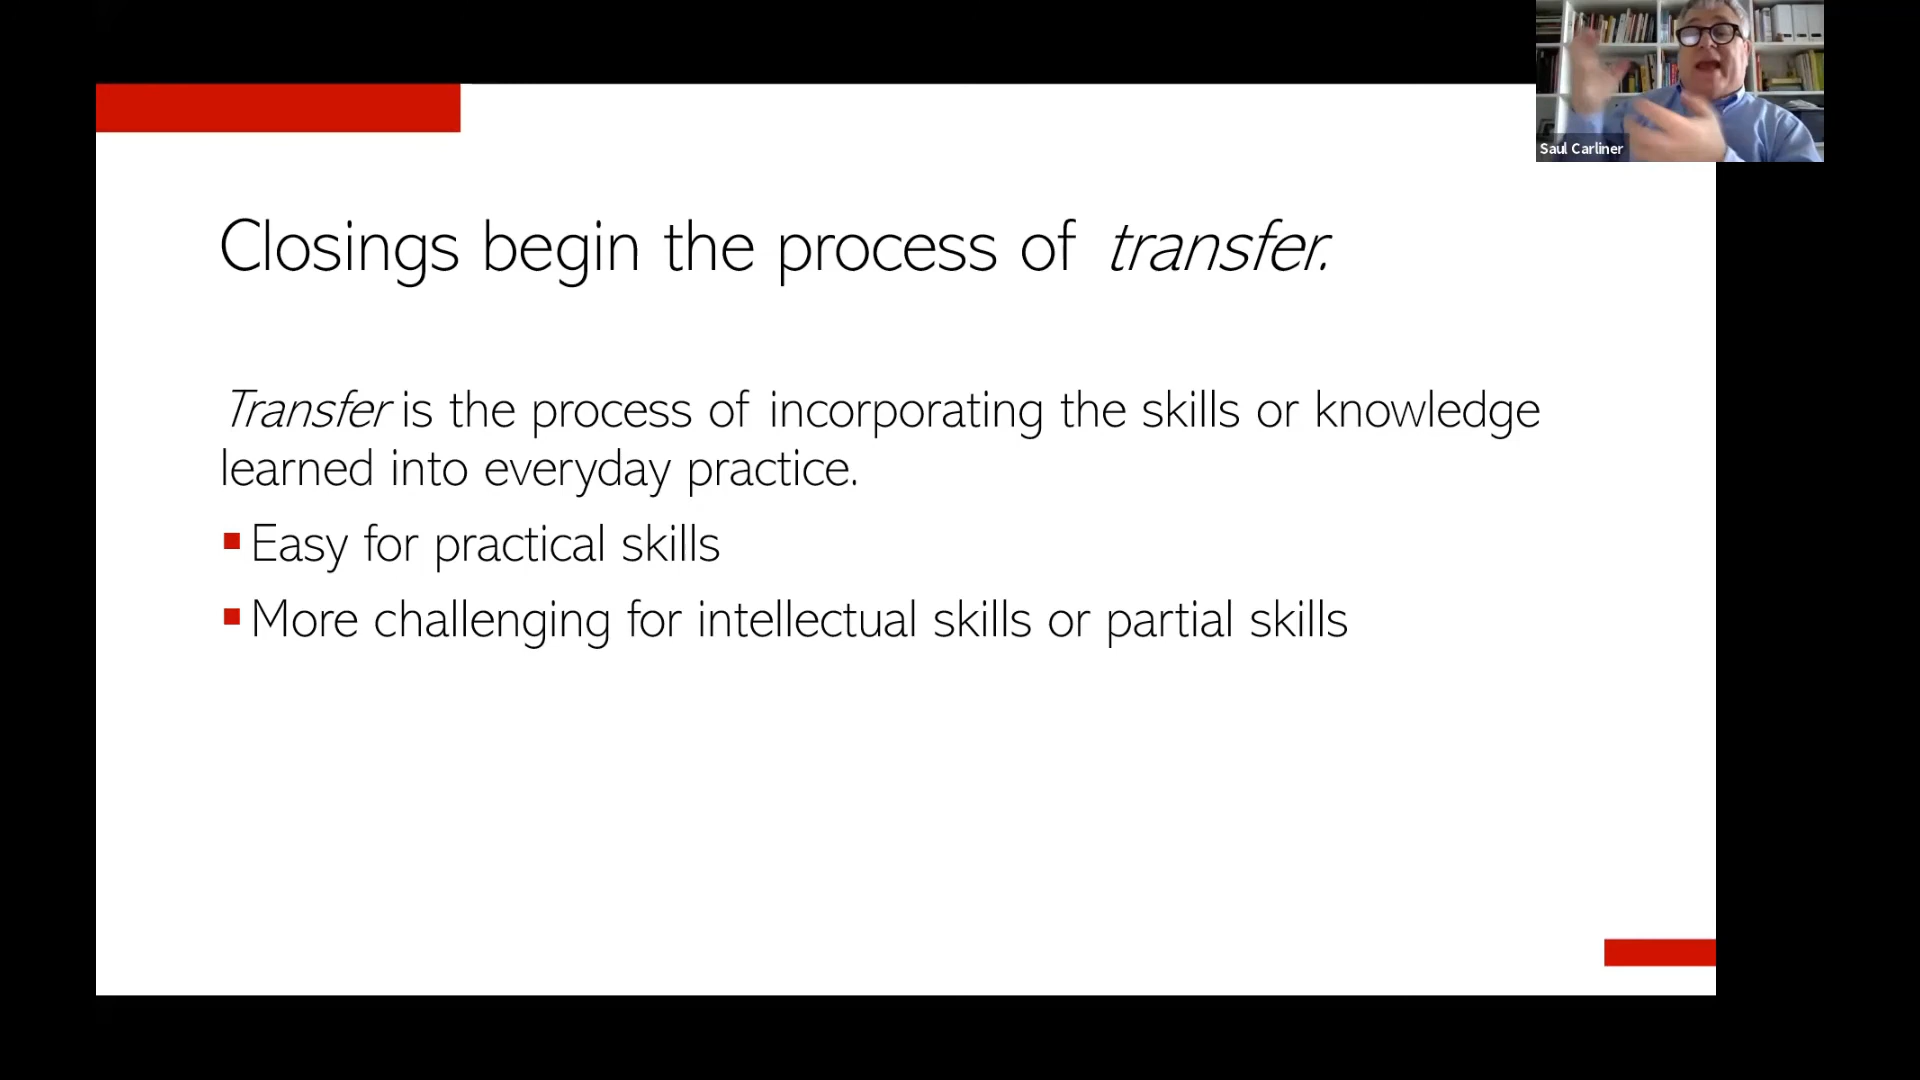 Saul Carliner
Closings begin the process of transfer.
Transfer is the process of incorporating the skills or knowledge
learned into everyday practice.
Easy for practical skills
More challenging for intellectual skills or partial skills